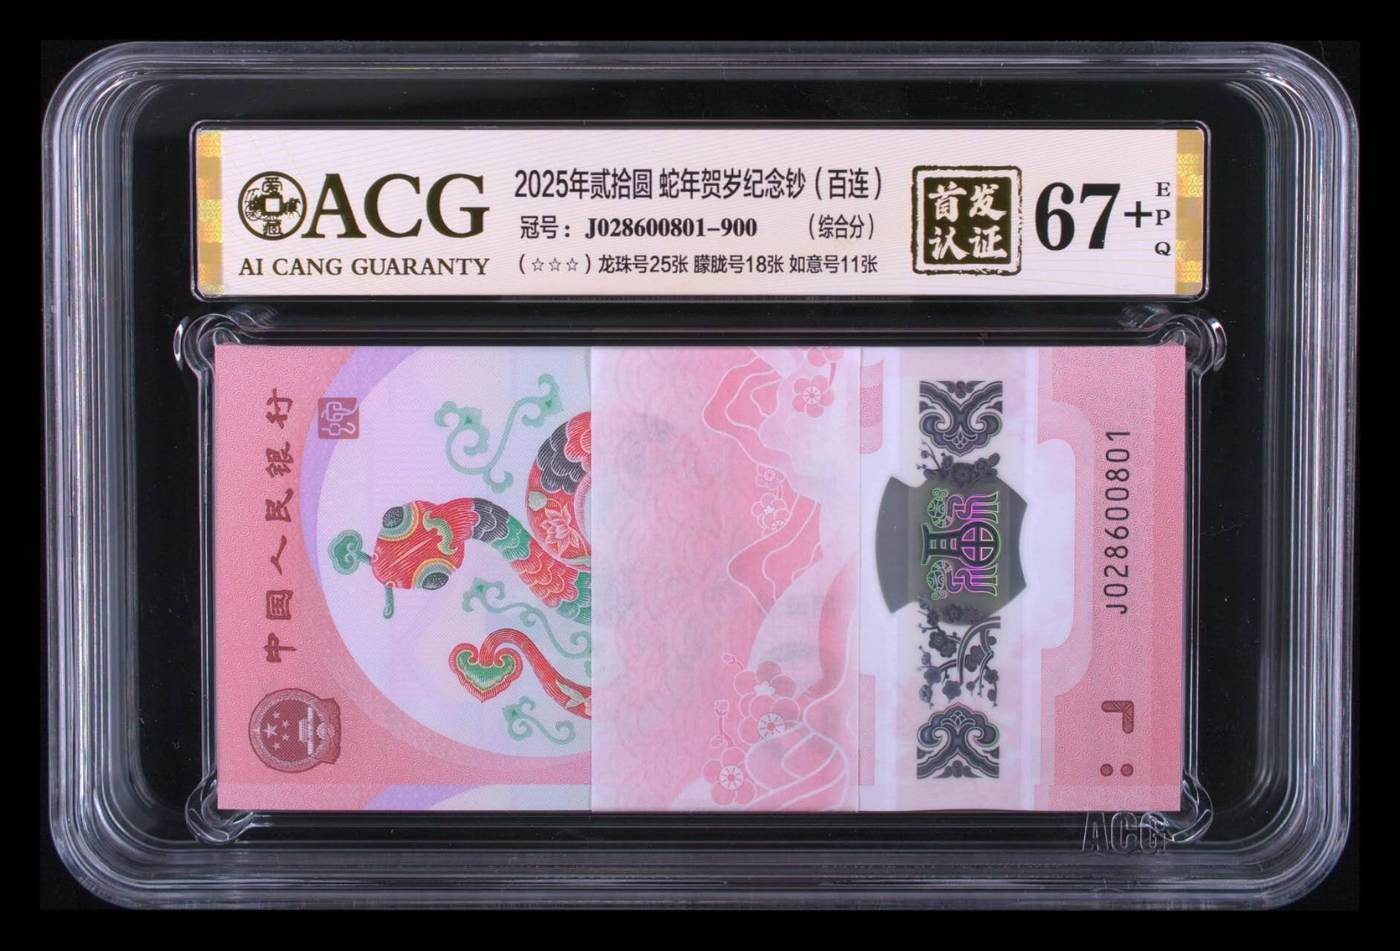 爱藏
ACG
AI CANG GUARANTY
2025年贰拾圆 蛇年贺岁纪念钞（百连）
冠号：J028600801-900 （综合分）
（☆☆☆）龙珠号25张 朦胧号18张 如意号11张
首发
认证
67+
EPQ
中国人民银行
福
J028600801
ACG